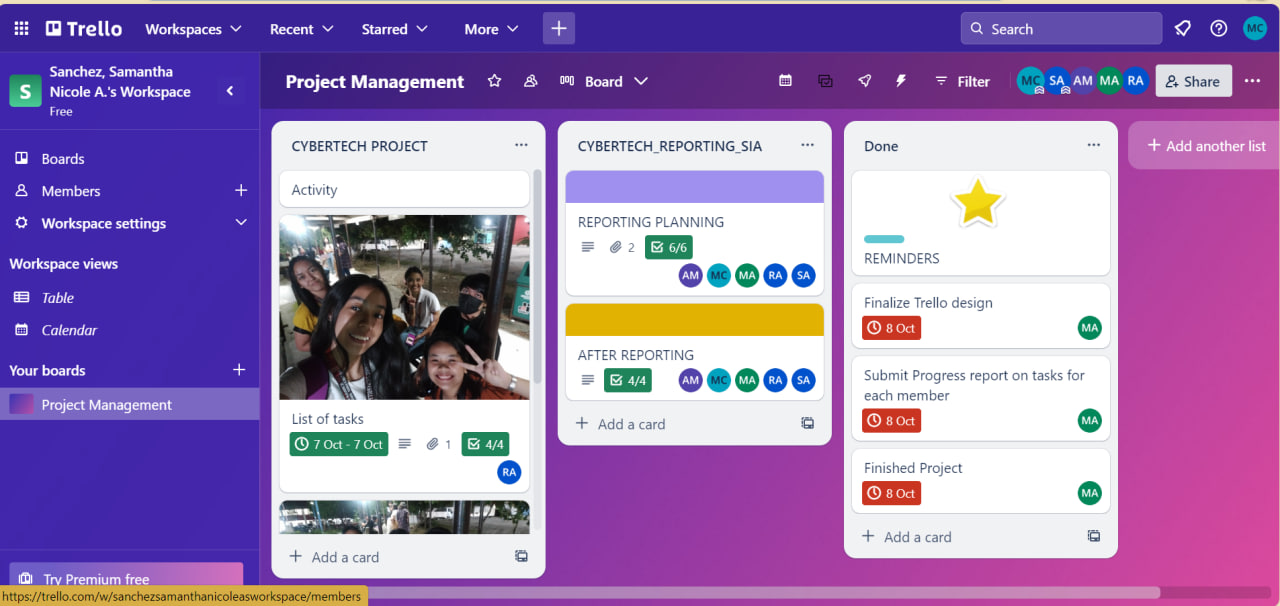 Trello
Workspaces
Recent
Starred
More
Search
MC
S
Sanchez, Samantha
Nicole A.'s Workspace
Free
Boards
Members
Workspace settings
Workspace views
Table
Calendar
Your boards
Project Management
Try Premium free
https://trello.com/w/sanchezsamanthanicoleasworkspace/members
Project Management
Board
Filter
MC SA AM MA RA
Share
CYBERTECH PROJECT
Activity
List of tasks
7 Oct - 7 Oct 1 4/4
RA
Add a card
CYBERTECH_REPORTING_SIA
REPORTING PLANNING
2 6/6
AM MC MA RA SA
AFTER REPORTING
4/4 AM MC MA RA SA
Add a card
Done
REMINDERS
Finalize Trello design
8 Oct MA
Submit Progress report on tasks for
each member
8 Oct MA
Finished Project
8 Oct MA
Add a card
Add another list